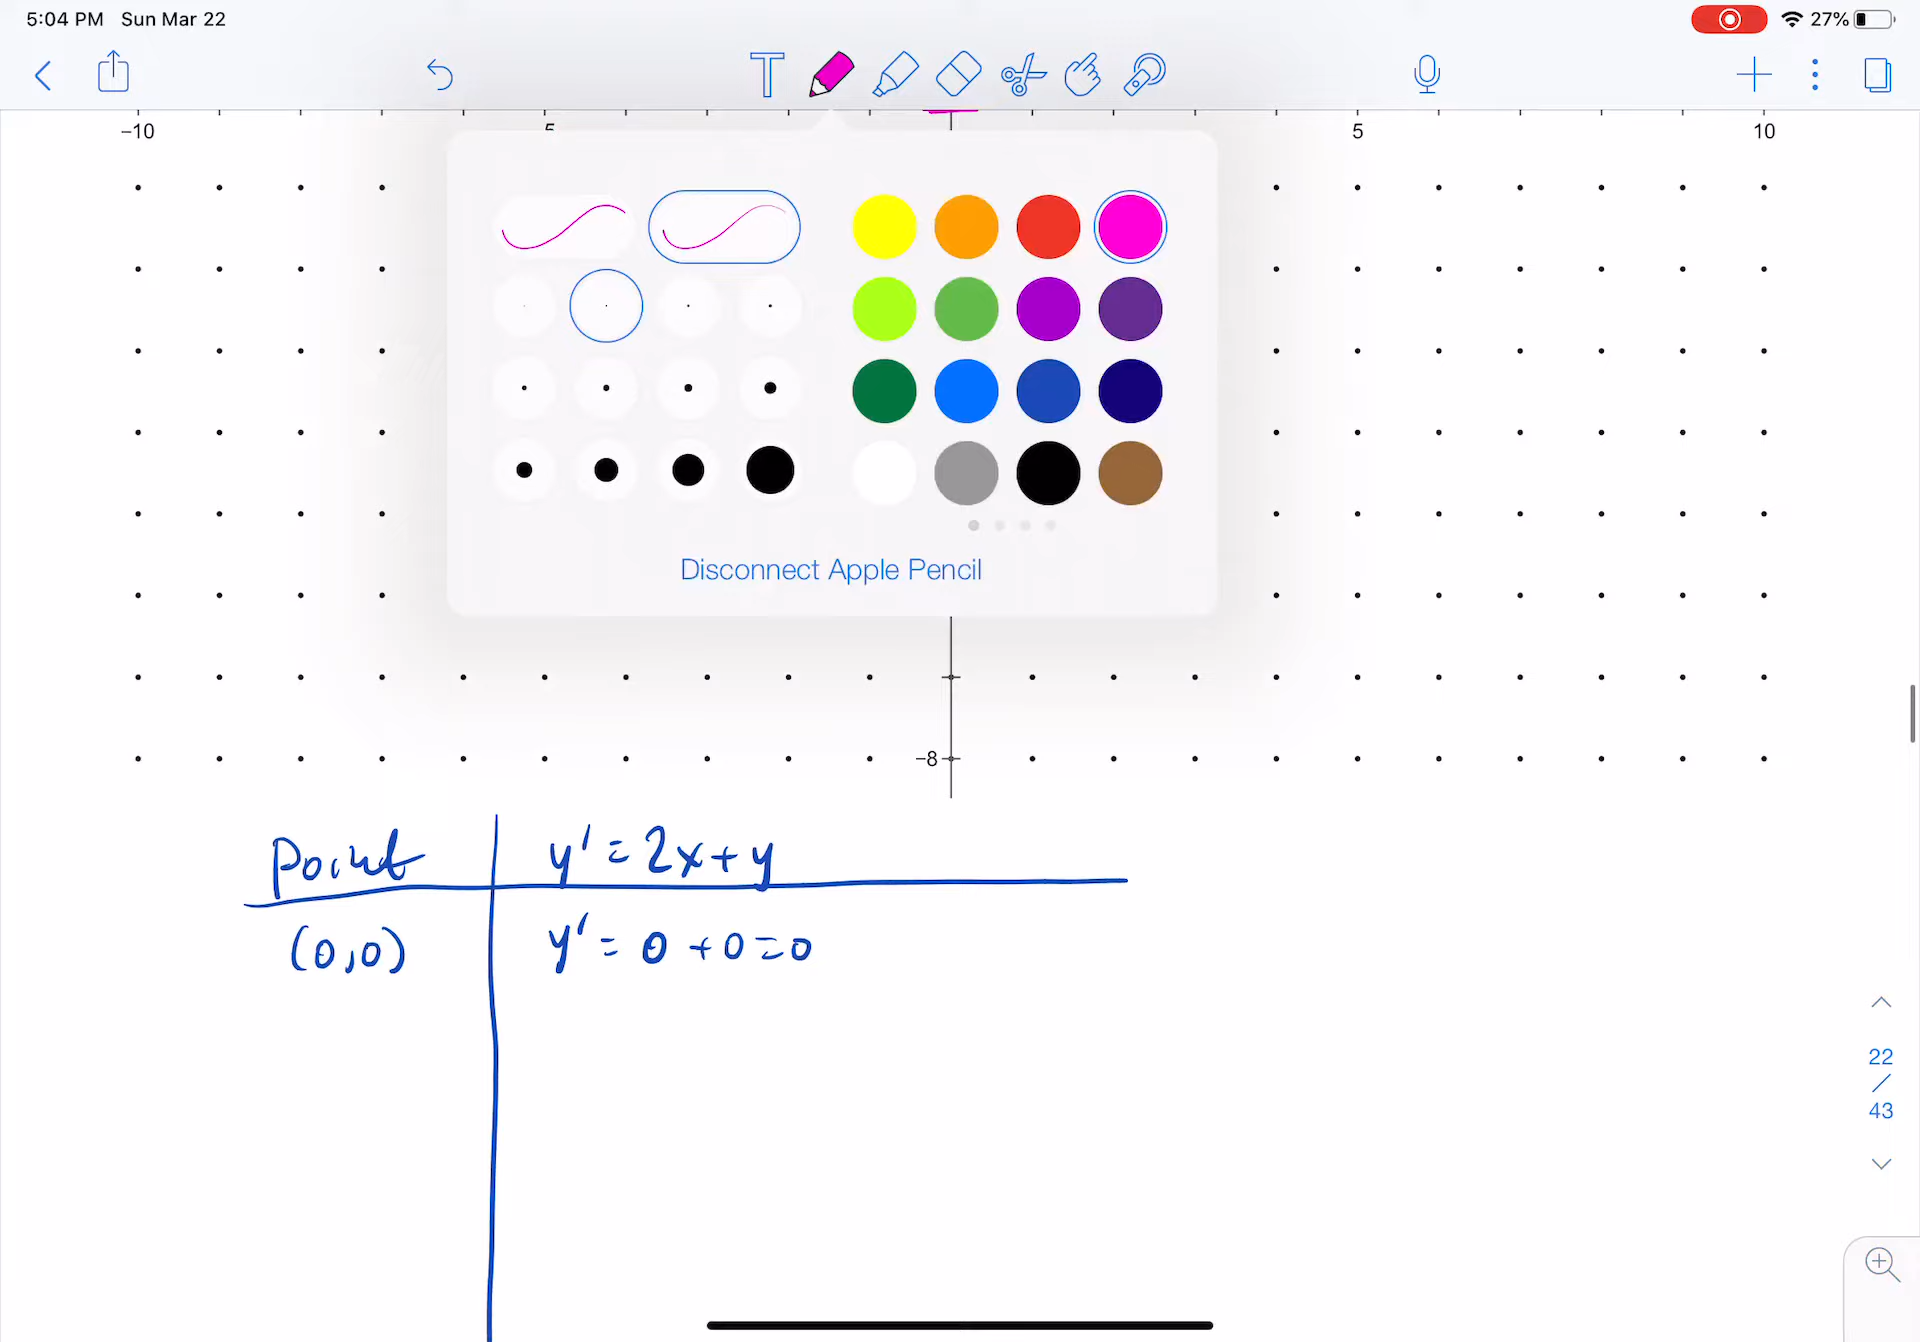 5:04 PM Sun Mar 22
27%
T
-10
5
5
10
Disconnect Apple Pencil
-8
Point y' = 2x+y
(0,0) y' = 0 +0=0
22
/
43